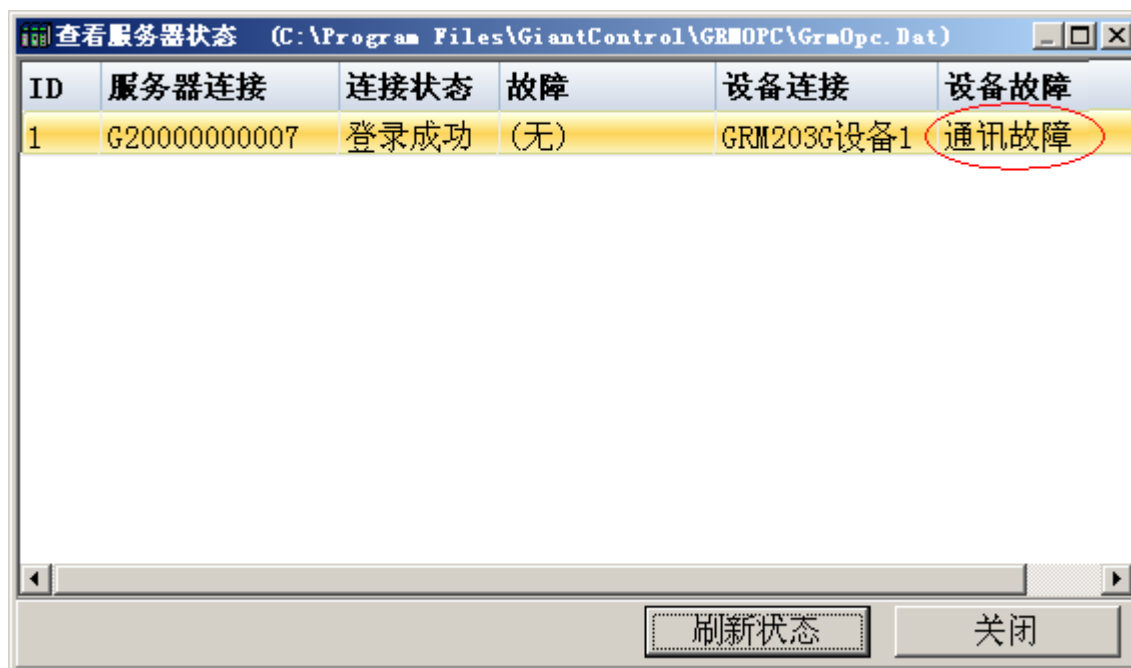 查看服务器状态 (C:\Program Files\GiantControl\GRMOPC\GrmOpc.Dat)
ID 服务器连接 连接状态 故障 设备连接 设备故障
1 G20000000007 登录成功 (无) GRM203G设备1 通讯故障
刷新状态 关闭